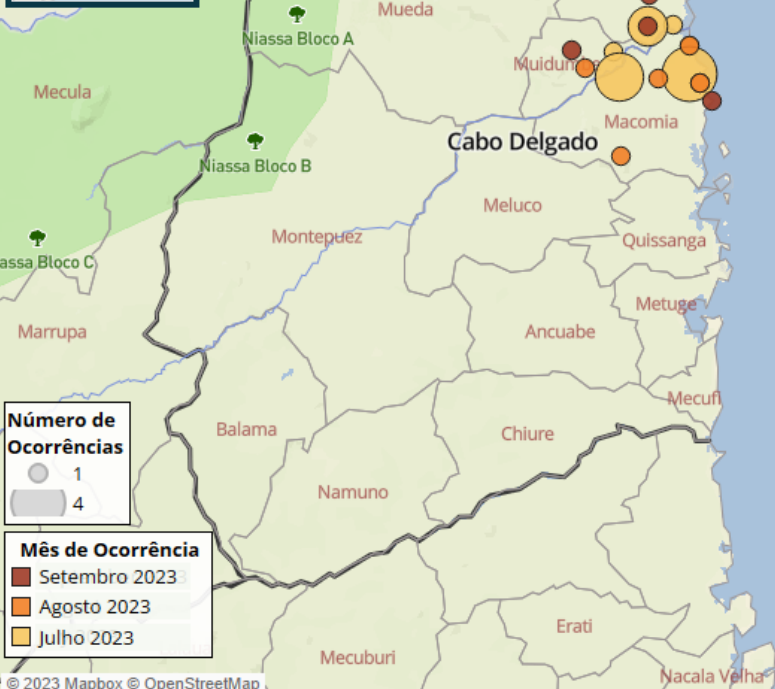 Mueda
Niassa Bloco A
Mecula
Macomia
Cabo Delgado
Niassa Bloco B
Meluco
Montepuez
Quissanga
assa Bloco C
Metuge
Marrupa
Ancuabe
Mecufi
Número de
Ocorrências
1
4
Balama
Chiure
Namuno
Mês de Ocorrência
Setembro 2023
Agosto 2023
Julho 2023
Erati
Mecuburi
Nacala Velha
© 2023 Mapbox © OpenStreetMap